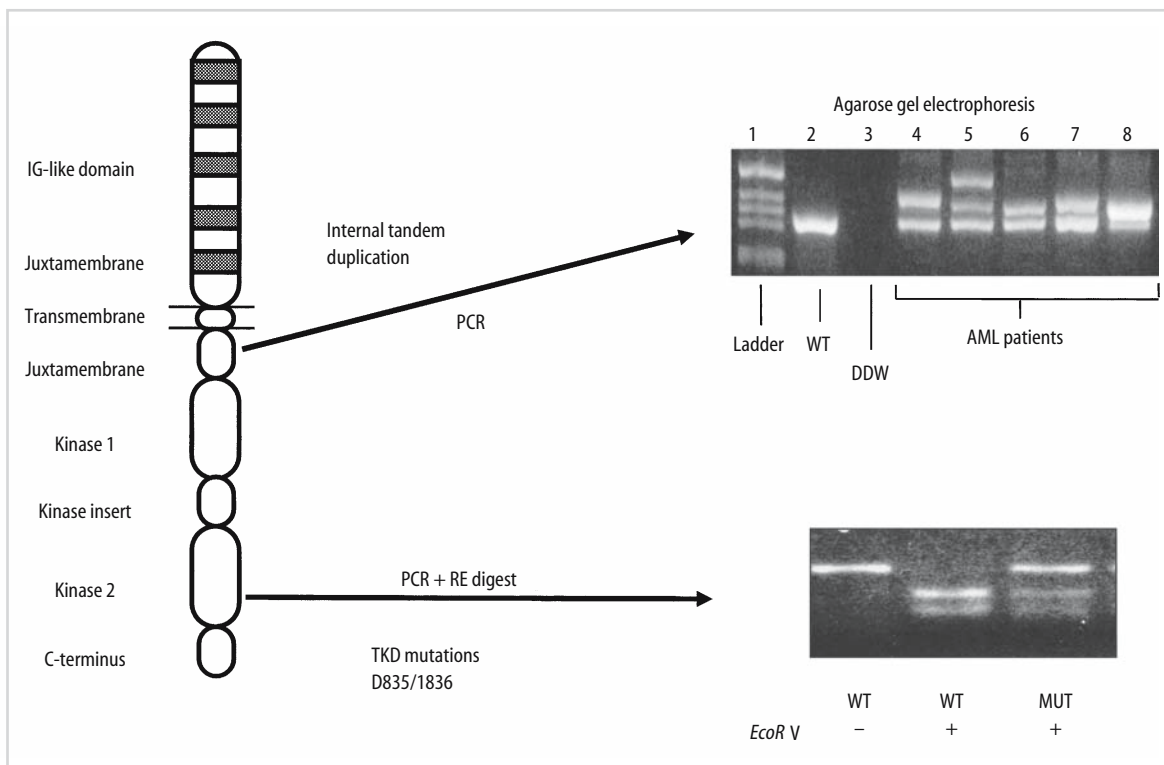 IG-like domain
Juxtamembrane
Transmembrane
Juxtamembrane
Kinase 1
Kinase insert
Kinase 2
C-terminus
Internal tandem
duplication
PCR
PCR + RE digest
TKD mutations
D835/1836
Agarose gel electrophoresis
1 2 3 4 5 6 7 8
Ladder WT DDW AML patients
WT WT MUT
EcoR V − + +